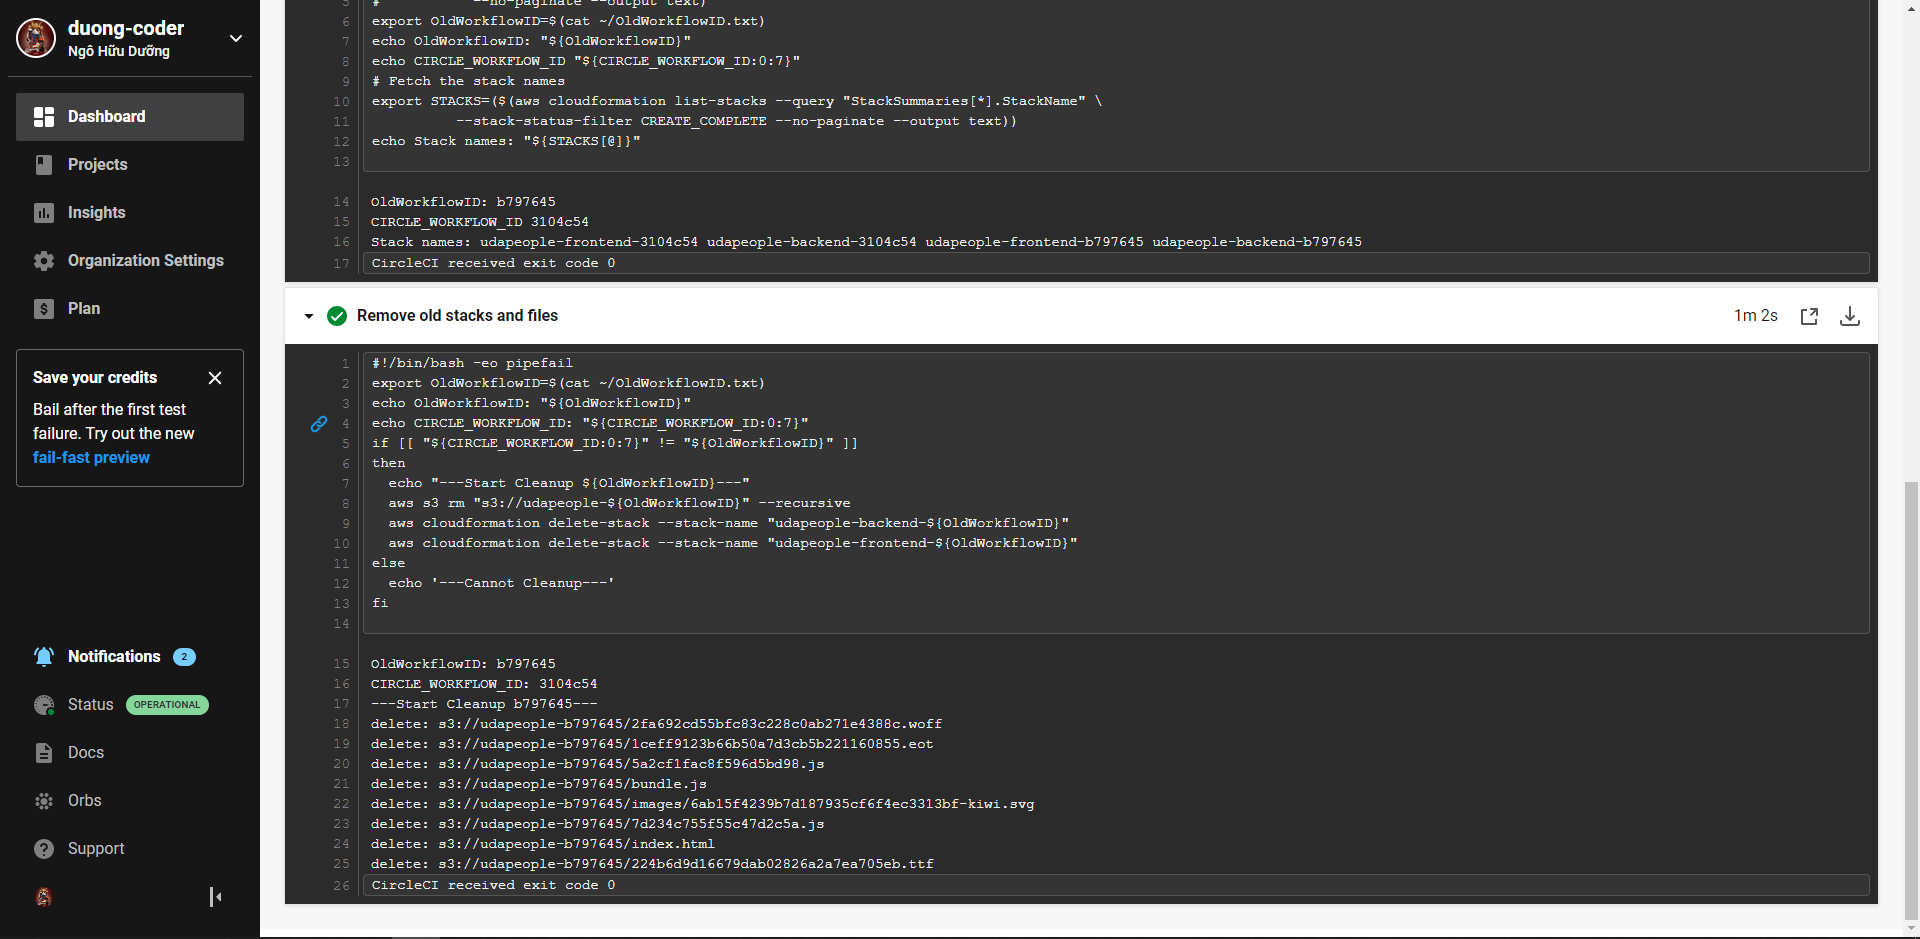 duong-coder
Ngô Hữu Dưỡng
Dashboard
Projects
Insights
Organization Settings
Plan
Save your credits
Bail after the first test
failure. Try out the new
fail-fast preview
Notifications 2
Status OPERATIONAL
Docs
Orbs
Support
5 # --no-paginate --output text)
6 export OldWorkflowID=$(cat ~/OldWorkflowID.txt)
7 echo OldWorkflowID: "${OldWorkflowID}"
8 echo CIRCLE_WORKFLOW_ID "${CIRCLE_WORKFLOW_ID:0:7}"
9 # Fetch the stack names
10 export STACKS=($(aws cloudformation list-stacks --query "StackSummaries[*].StackName" \
11 --stack-status-filter CREATE_COMPLETE --no-paginate --output text))
12 echo Stack names: "${STACKS[@]}"
13
14 OldWorkflowID: b797645
15 CIRCLE_WORKFLOW_ID 3104c54
16 Stack names: udapeople-frontend-3104c54 udapeople-backend-3104c54 udapeople-frontend-b797645 udapeople-backend-b797645
17 CircleCI received exit code 0
Remove old stacks and files 1m 2s
1 #!/bin/bash -eo pipefail
2 export OldWorkflowID=$(cat ~/OldWorkflowID.txt)
3 echo OldWorkflowID: "${OldWorkflowID}"
4 echo CIRCLE_WORKFLOW_ID: "${CIRCLE_WORKFLOW_ID:0:7}"
5 if [[ "${CIRCLE_WORKFLOW_ID:0:7}" != "${OldWorkflowID}" ]]
6 then
7 echo "---Start Cleanup ${OldWorkflowID}---"
8 aws s3 rm "s3://udapeople-${OldWorkflowID}" --recursive
9 aws cloudformation delete-stack --stack-name "udapeople-backend-${OldWorkflowID}"
10 aws cloudformation delete-stack --stack-name "udapeople-frontend-${OldWorkflowID}"
11 else
12 echo '---Cannot Cleanup---'
13 fi
14
15 OldWorkflowID: b797645
16 CIRCLE_WORKFLOW_ID: 3104c54
17 ---Start Cleanup b797645---
18 delete: s3://udapeople-b797645/2fa692cd55bfc83c228c0ab271e4388c.woff
19 delete: s3://udapeople-b797645/1ceff9123b66b50a7d3cb5b221160855.eot
20 delete: s3://udapeople-b797645/5a2cf1fac8f596d5bd98.js
21 delete: s3://udapeople-b797645/bundle.js
22 delete: s3://udapeople-b797645/images/6ab15f4239b7d187935cf6f4ec3313bf-kiwi.svg
23 delete: s3://udapeople-b797645/7d234c755f55c47d2c5a.js
24 delete: s3://udapeople-b797645/index.html
25 delete: s3://udapeople-b797645/224b6d9d16679dab02826a2a7ea705eb.ttf
26 CircleCI received exit code 0